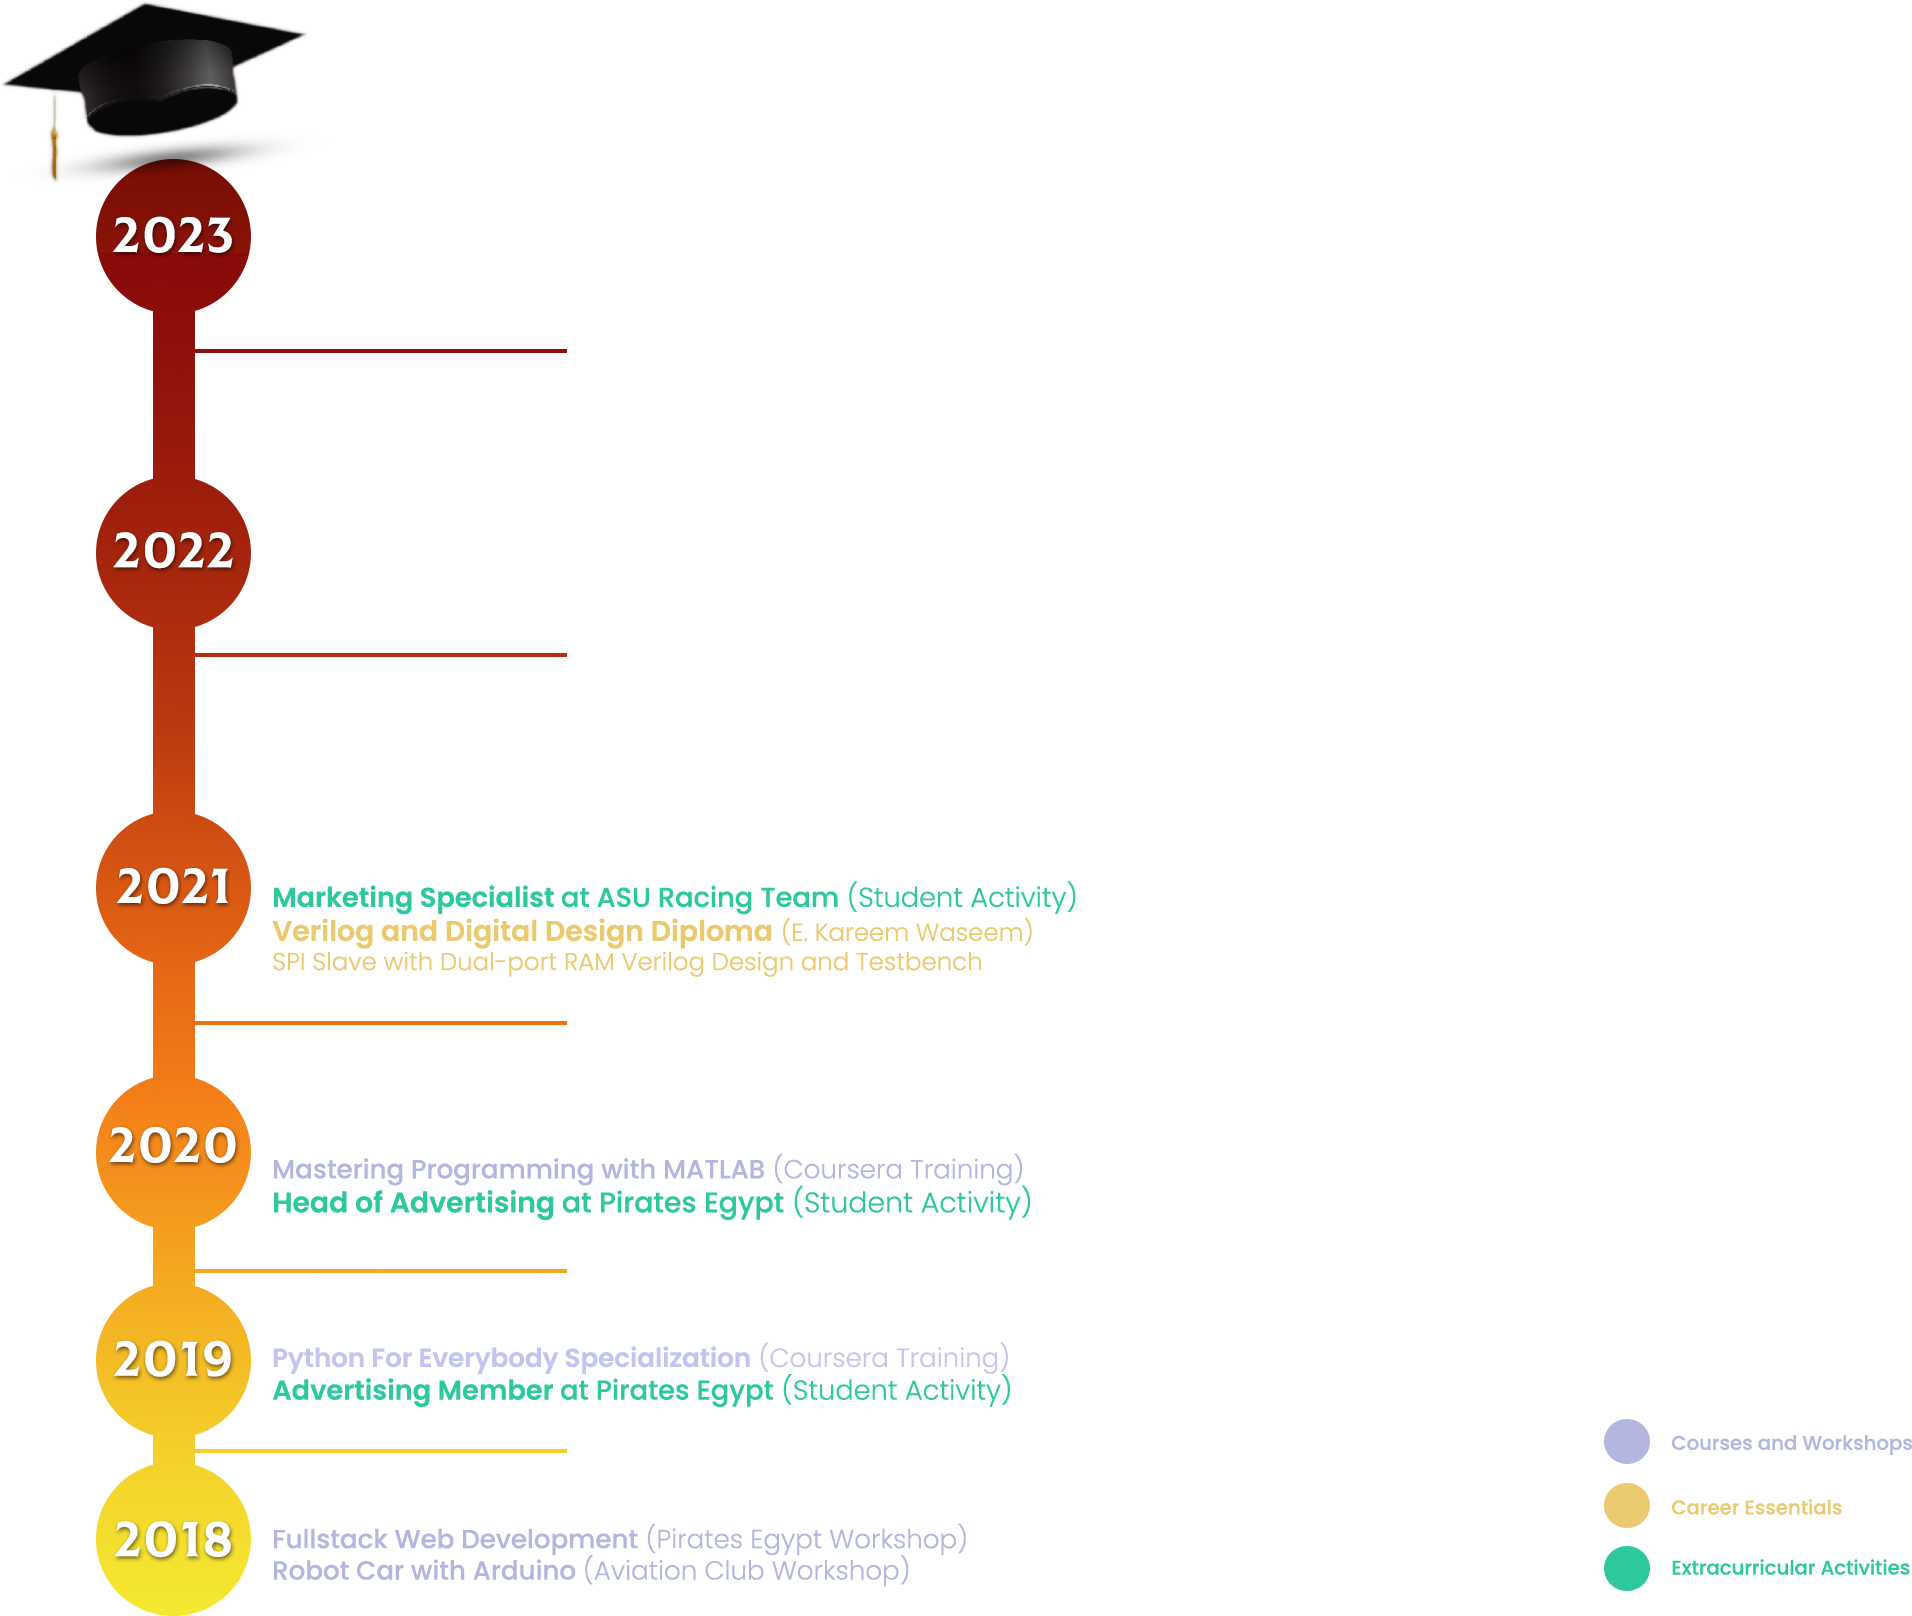 2023
2022
2021
Marketing Specialist at ASU Racing Team (Student Activity)
Verilog and Digital Design Diploma (E. Kareem Waseem)
SPI Slave with Dual-port RAM Verilog Design and Testbench
2020
Mastering Programming with MATLAB (Coursera Training)
Head of Advertising at Pirates Egypt (Student Activity)
2019
Python For Everybody Specialization (Coursera Training)
Advertising Member at Pirates Egypt (Student Activity)
2018
Fullstack Web Development (Pirates Egypt Workshop)
Robot Car with Arduino (Aviation Club Workshop)
Courses and Workshops
Career Essentials
Extracurricular Activities